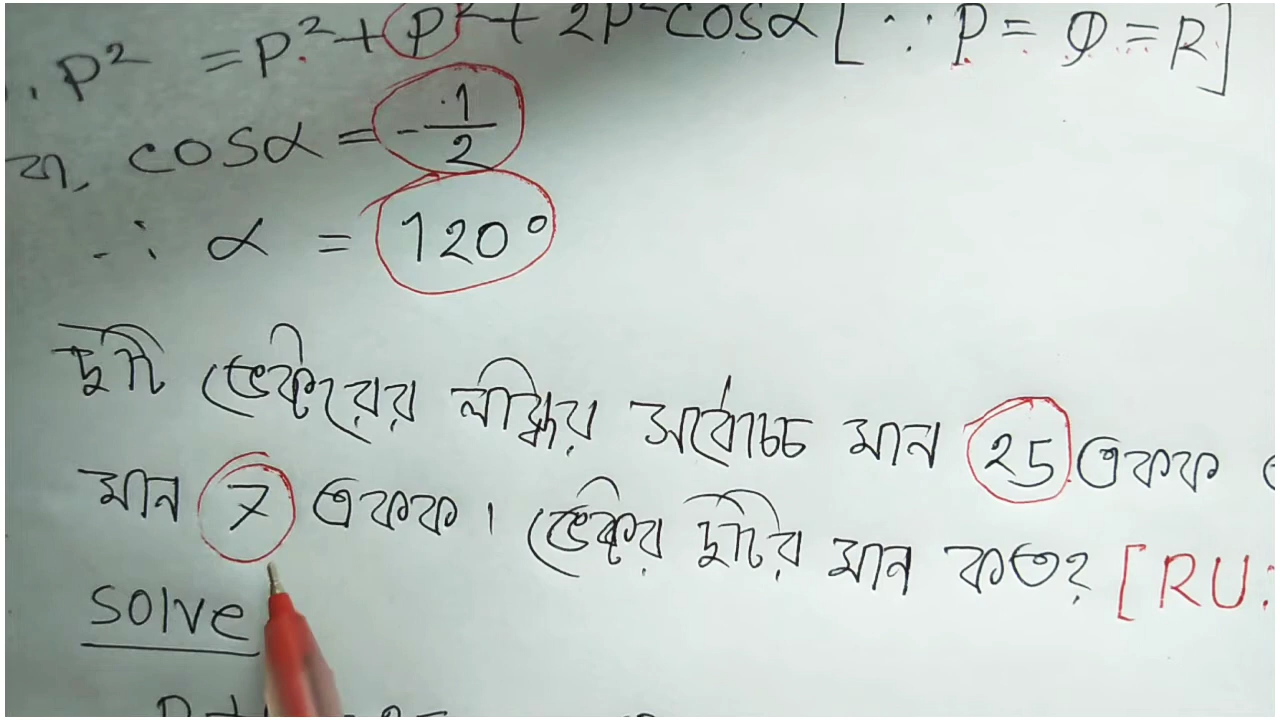 ∴ P² = P² + P² + 2P² cosα [∵ P = Q = R]
বা, cosα = -1/2
∴ α = 120°
দুটি ভেক্টরের লব্ধির সর্বোচ্চ মান 25 একক
মান 7 একক। ভেক্টর দুটির মান কত? [RU:
Solve